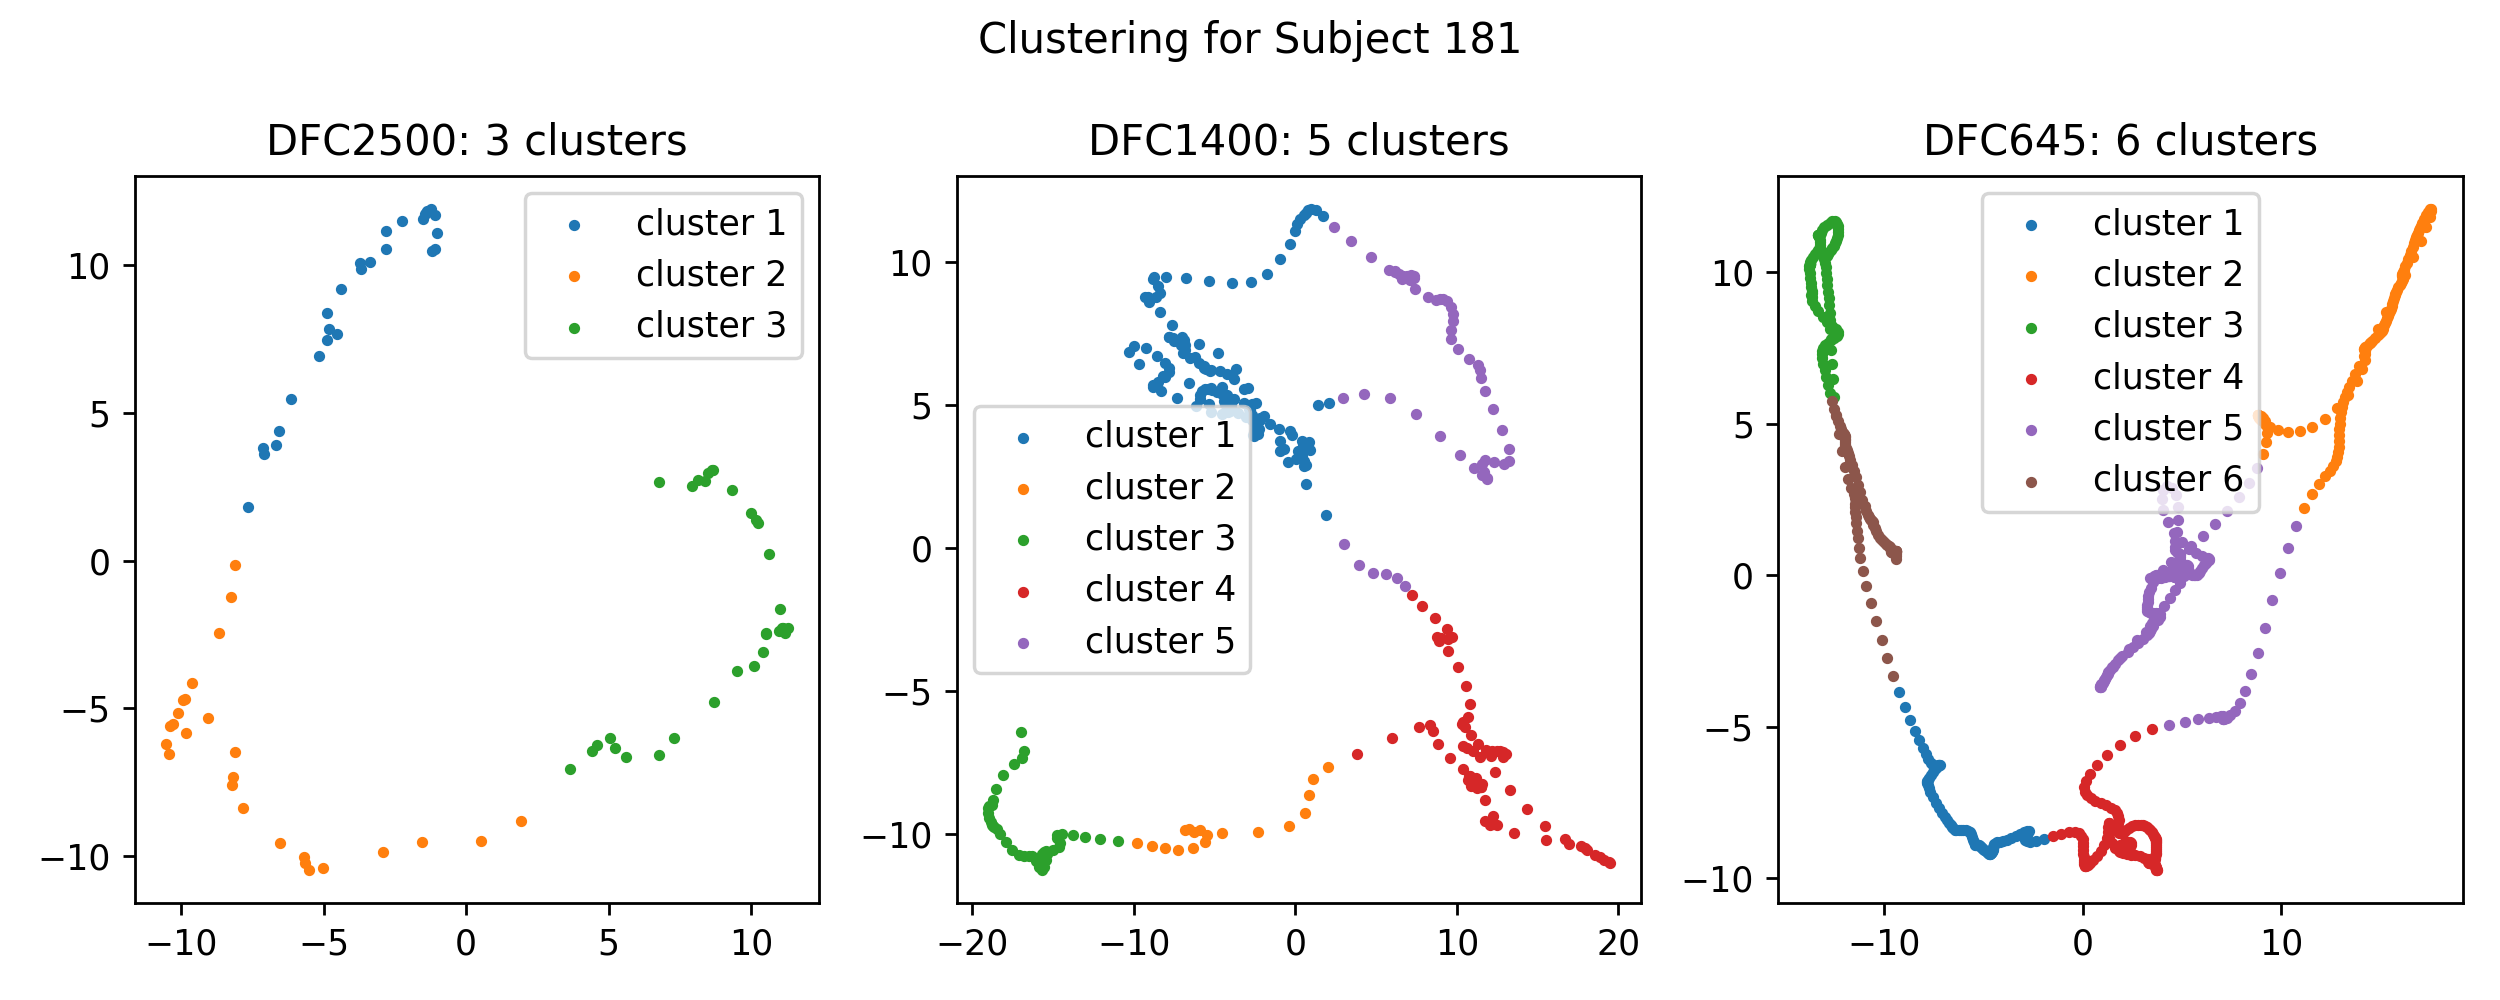 Clustering for Subject 181
DFC2500: 3 clusters
cluster 1
cluster 2
cluster 3
10
5
0
−5
−10
−10
−5
0
5
10
DFC1400: 5 clusters
cluster 1
cluster 2
cluster 3
cluster 4
cluster 5
10
5
0
−5
−10
−20
−10
0
10
20
DFC645: 6 clusters
cluster 1
cluster 2
cluster 3
cluster 4
cluster 5
cluster 6
10
5
0
−5
−10
−10
0
10